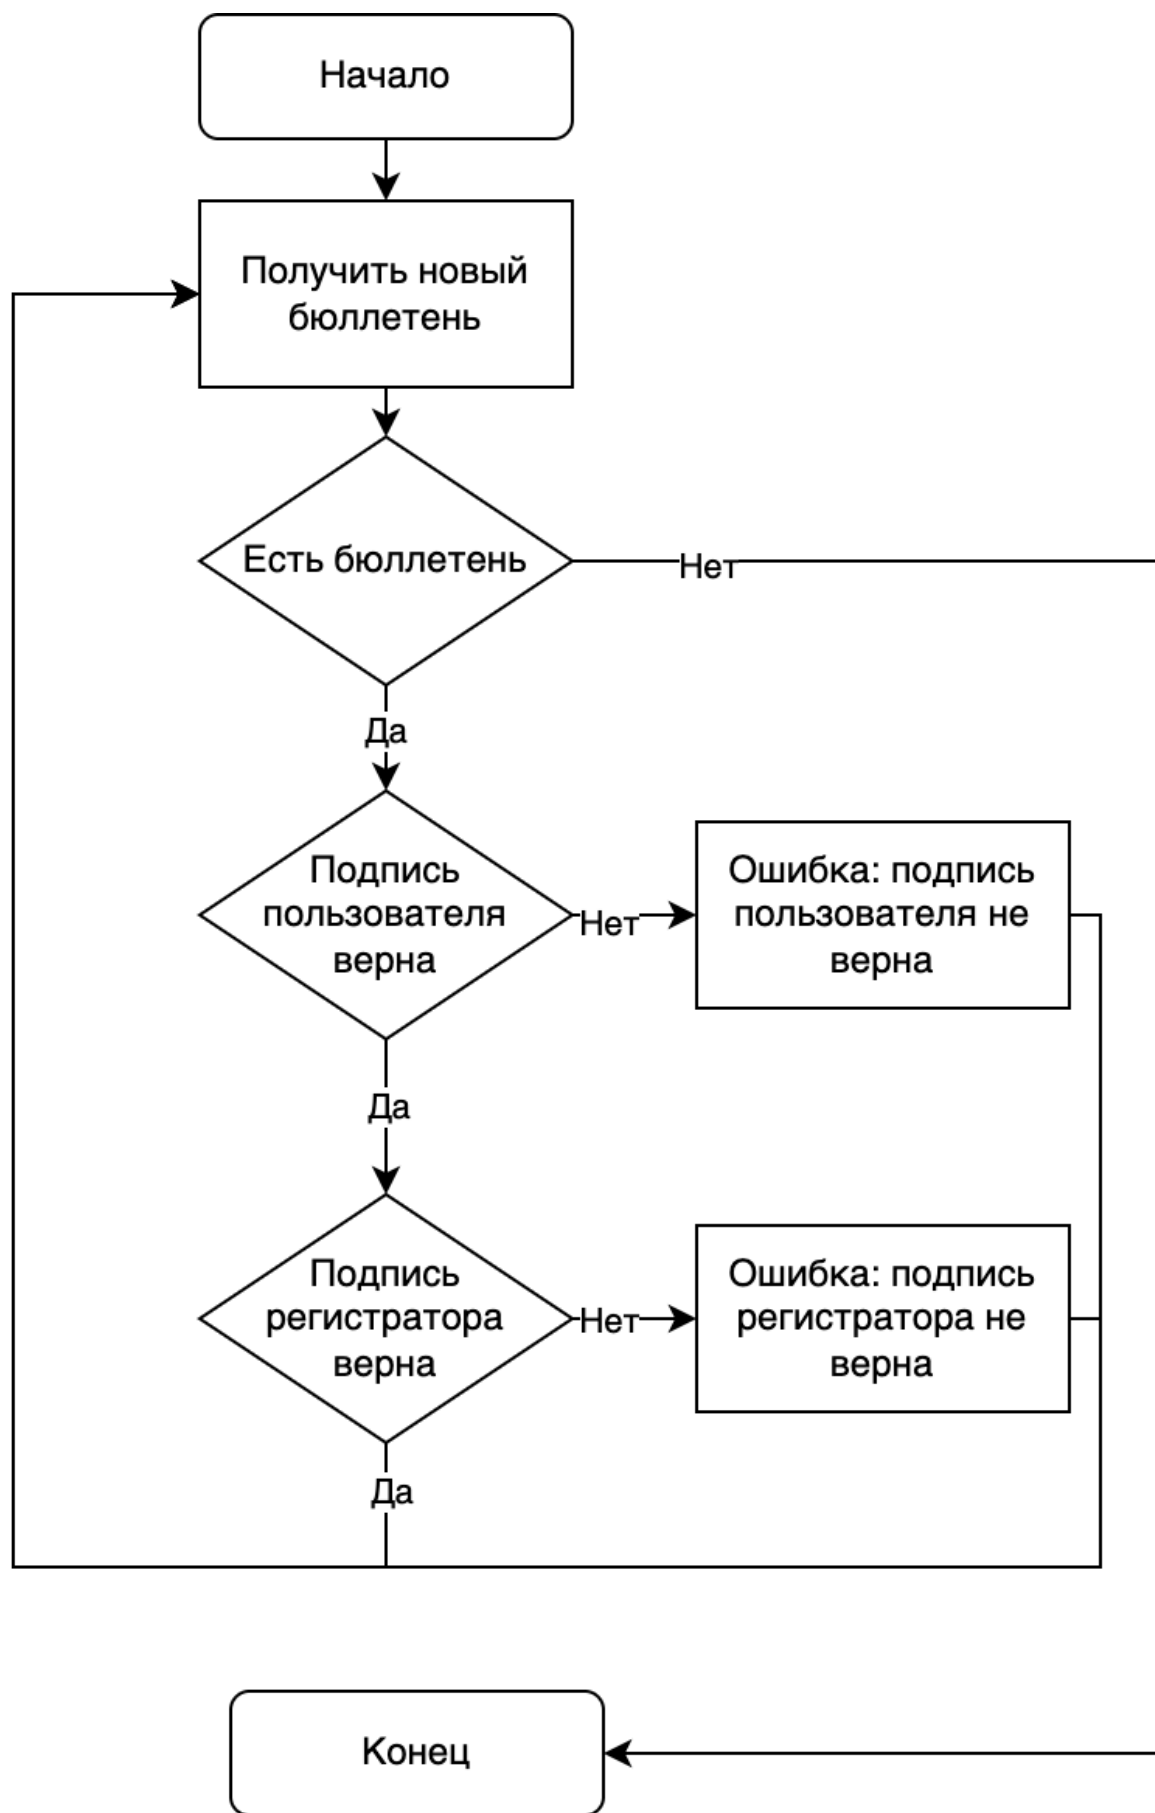 Начало
Получить новый
бюллетень
Есть бюллетень
Нет
Да
Подпись
пользователя
верна
Нет
Ошибка: подпись
пользователя не
верна
Да
Подпись
регистратора
верна
Нет
Ошибка: подпись
регистратора не
верна
Да
Конец